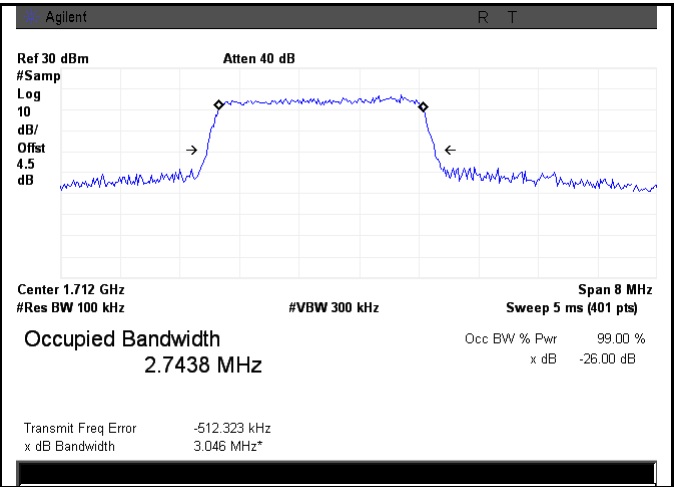 Agilent R T
Ref 30 dBm Atten 40 dB
#Samp
Log
10
dB/
Offst
4.5
dB
Center 1.712 GHz Span 8 MHz
#Res BW 100 kHz #VBW 300 kHz Sweep 5 ms (401 pts)
Occupied Bandwidth Occ BW % Pwr 99.00 %
2.7438 MHz x dB -26.00 dB
Transmit Freq Error -512.323 kHz
x dB Bandwidth 3.046 MHz*